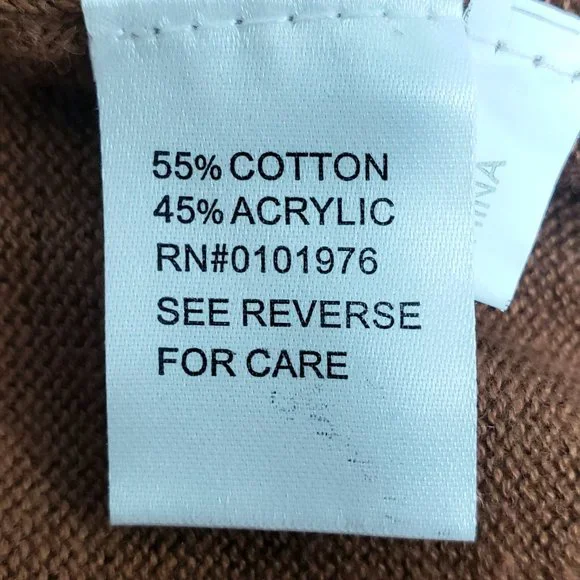 55% COTTON
45% ACRYLIC
RN#0101976
SEE REVERSE
FOR CARE